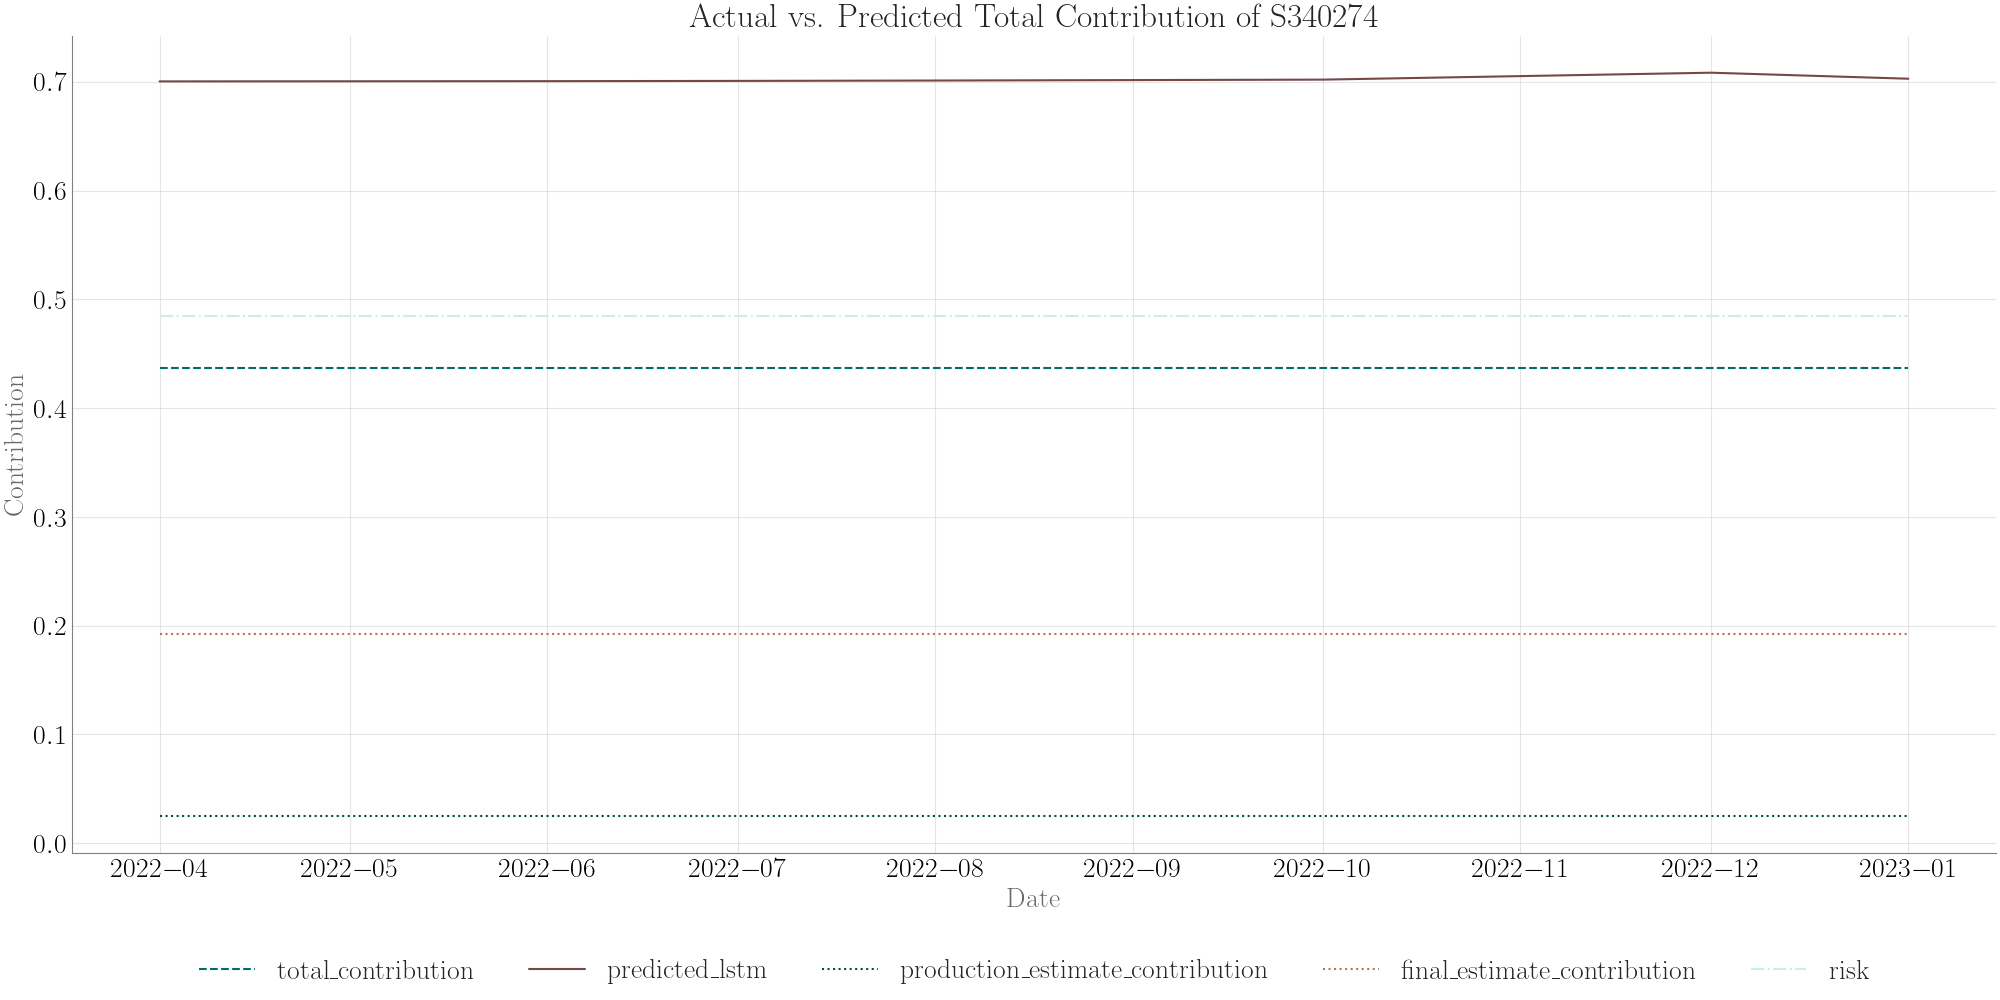 Actual vs. Predicted Total Contribution of S340274
0.7
0.6
0.5
0.4
0.3
0.2
0.1
0.0
Contribution
2022–04 2022–05 2022–06 2022–07 2022–08 2022–09 2022–10 2022–11 2022–12 2023–01
Date
total_contribution predicted_lstm production_estimate_contribution final_estimate_contribution risk